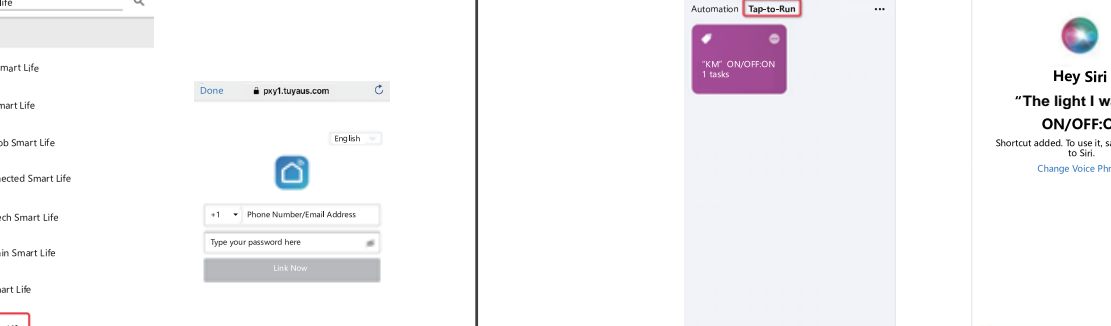 life
mart Life
mart Life
ob Smart Life
ected Smart Life
ech Smart Life
in Smart Life
art Life
Done pxy1.tuyaus.com
English
+1 Phone Number/Email Address
Type your password here
Link Now
Automation Tap-to-Run ...
"KM" ON/OFF:ON
1 tasks
Hey Siri
"The light I w
ON/OFF:O
Shortcut added. To use it, s
to Siri.
Change Voice Phr